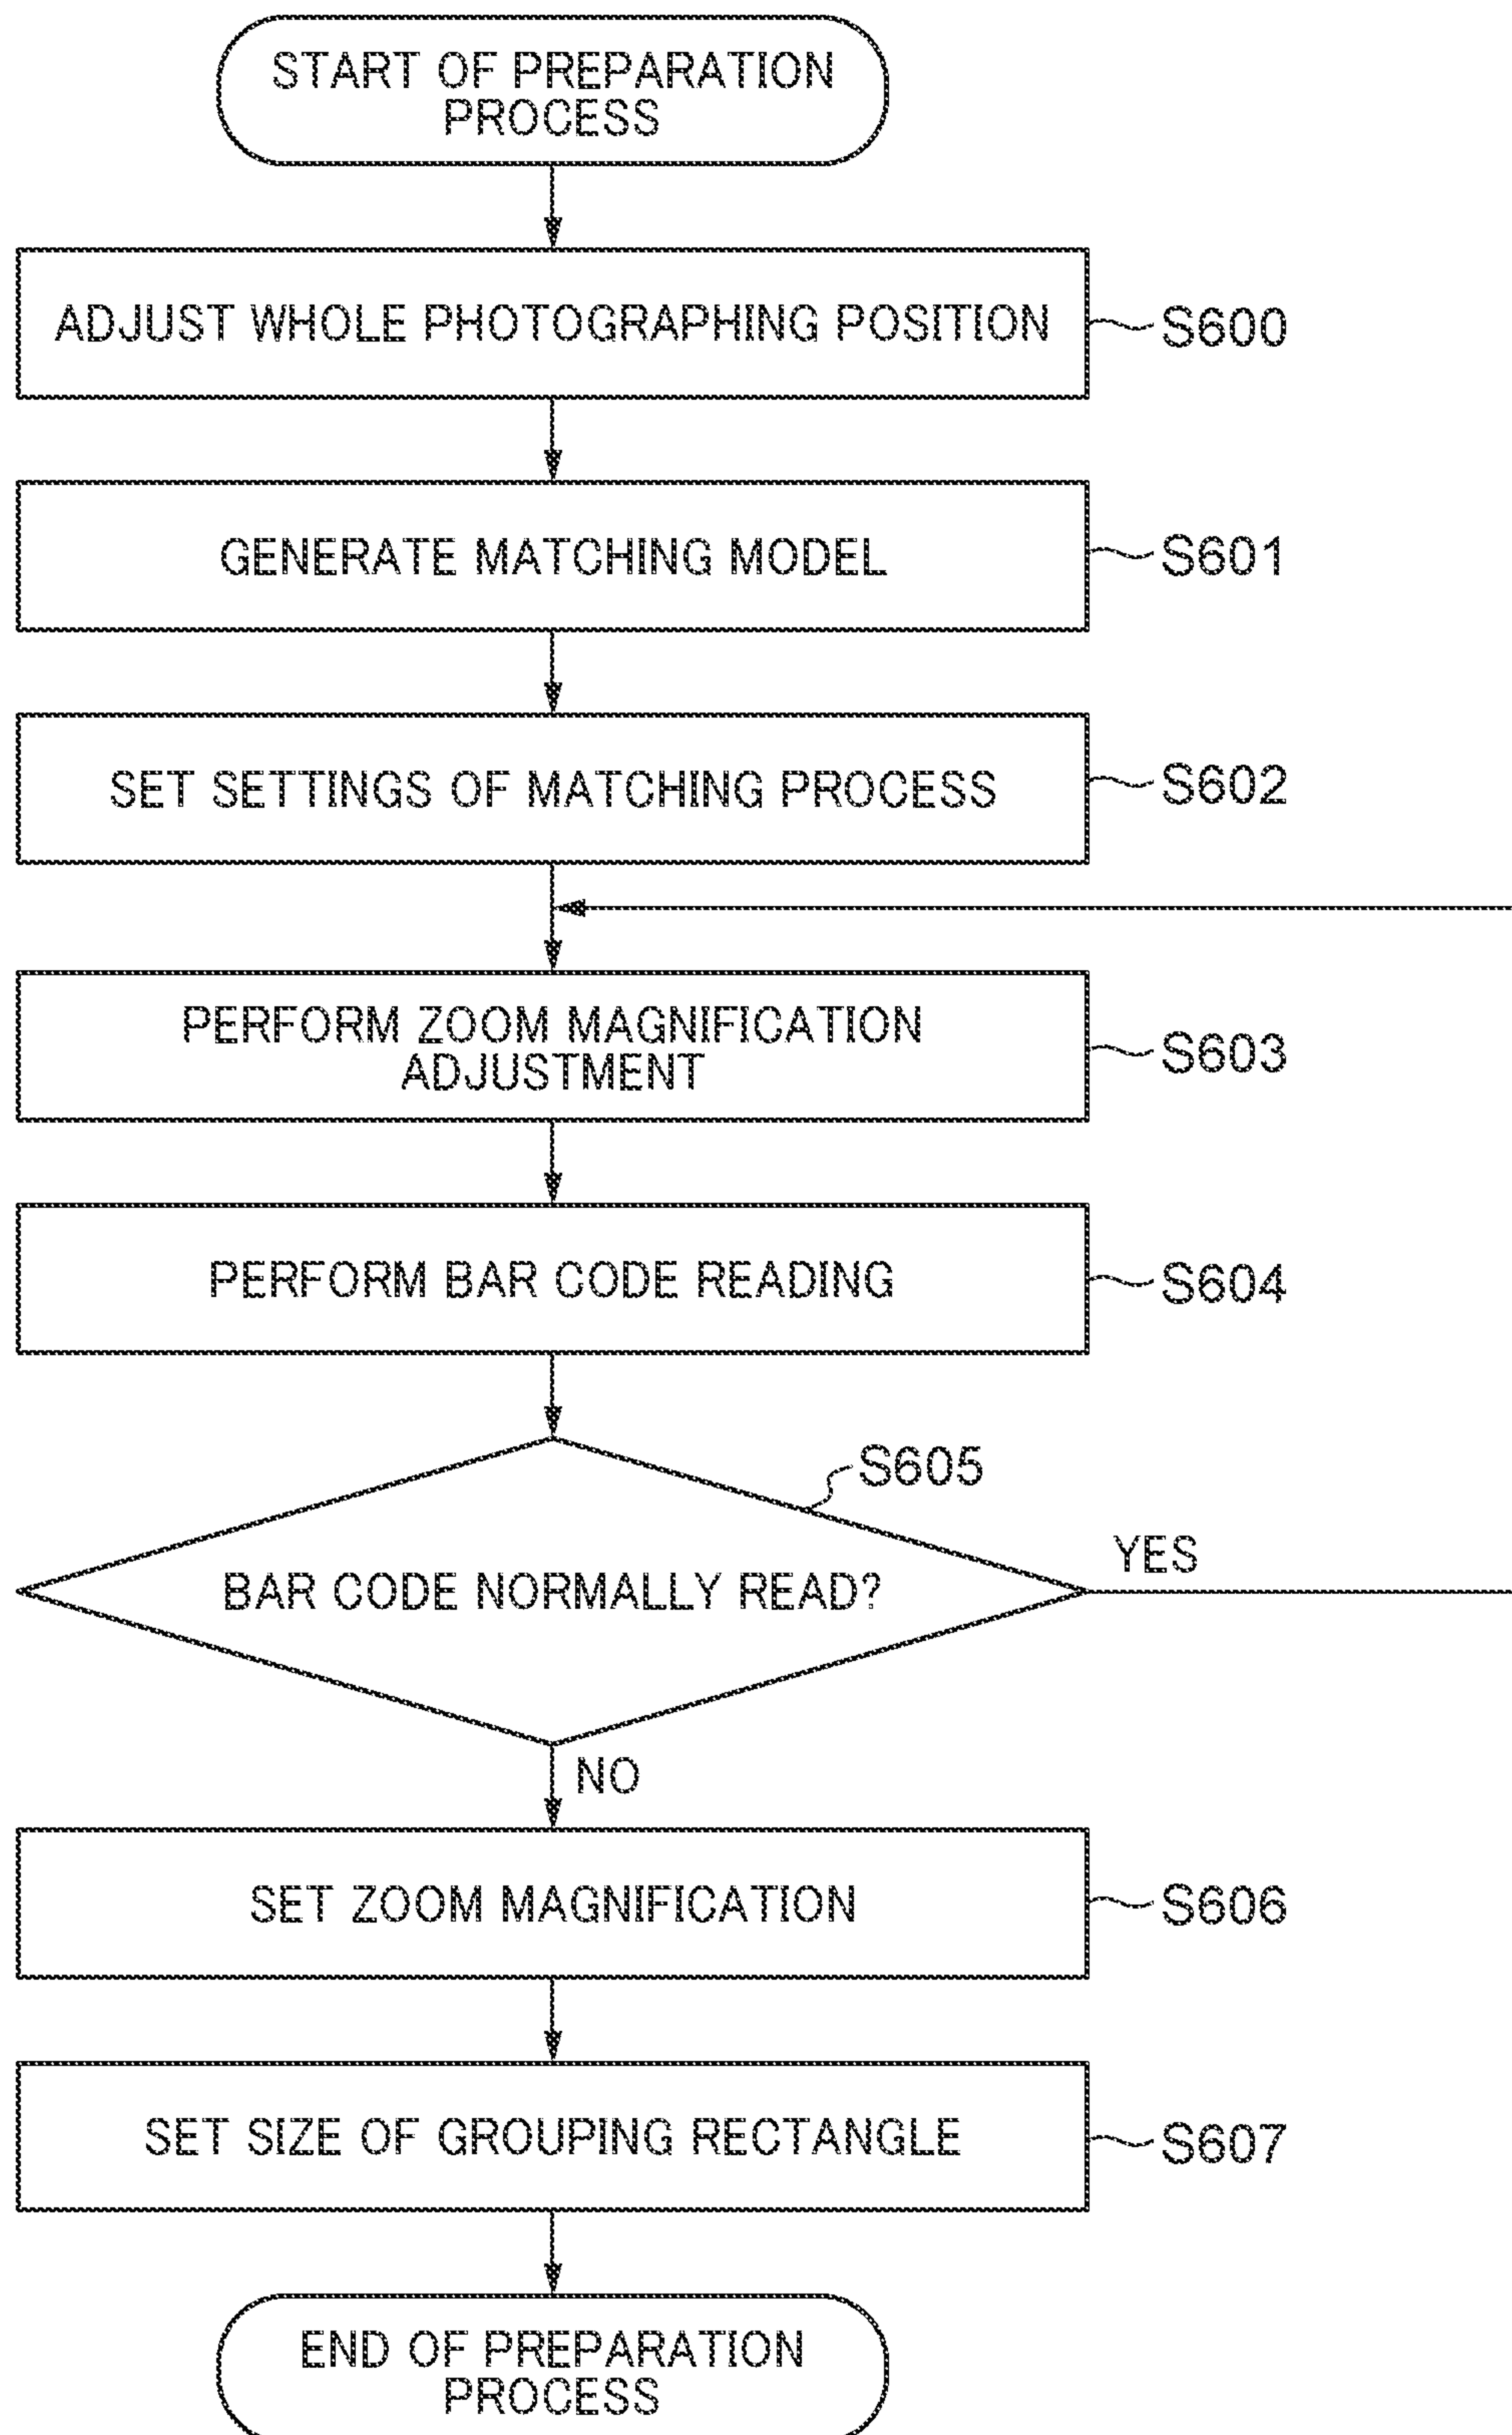 START OF PREPARATION
PROCESS
ADJUST WHOLE PHOTOGRAPHING POSITION
S600
GENERATE MATCHING MODEL
S601
SET SETTINGS OF MATCHING PROCESS
S602
PERFORM ZOOM MAGNIFICATION
ADJUSTMENT
S603
PERFORM BAR CODE READING
S604
S605
BAR CODE NORMALLY READ?
YES
NO
SET ZOOM MAGNIFICATION
S606
SET SIZE OF GROUPING RECTANGLE
S607
END OF PREPARATION
PROCESS